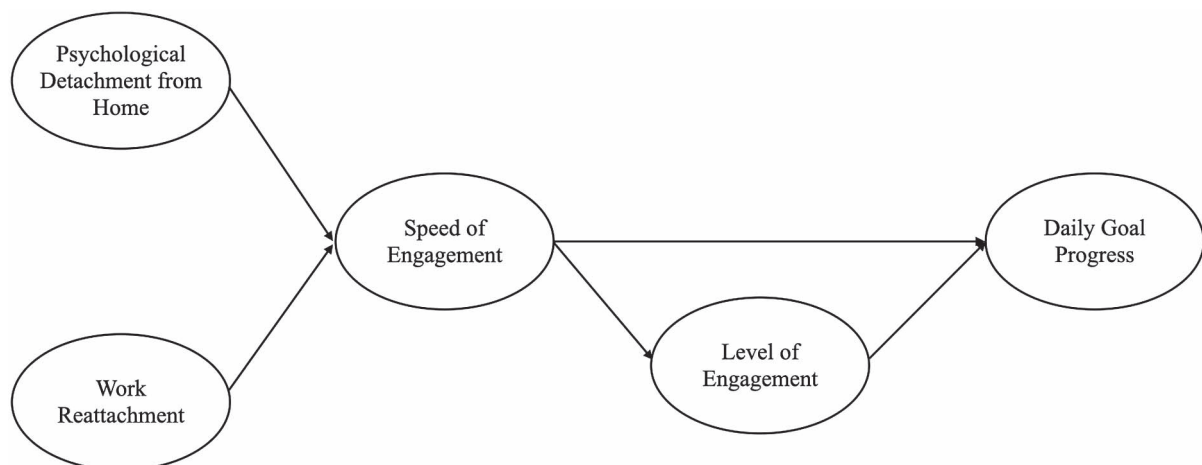 Psychological
Detachment from
Home
Speed of
Engagement
Daily Goal
Progress
Level of
Engagement
Work
Reattachment